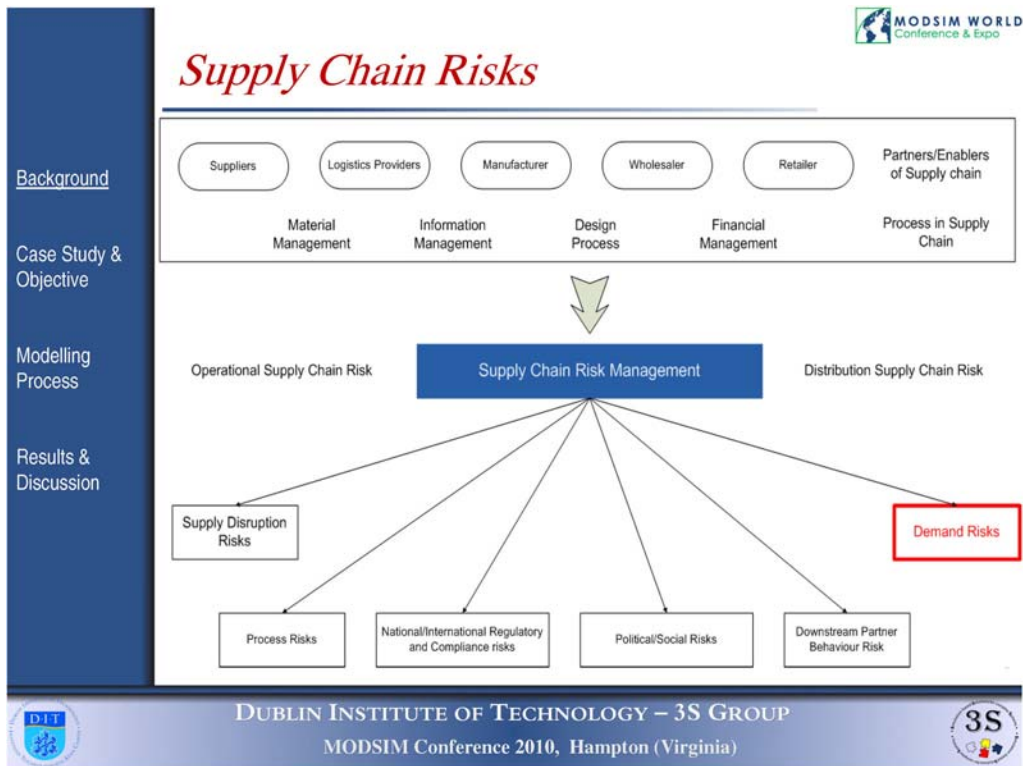 MODSIM WORLD
Conference & Expo
Supply Chain Risks
Background
Case Study &
Objective
Modelling
Process
Results &
Discussion
Suppliers
Logistics Providers
Manufacturer
Wholesaler
Retailer
Partners/Enablers
of Supply chain
Material
Management
Information
Management
Design
Process
Financial
Management
Process in Supply
Chain
Operational Supply Chain Risk
Supply Chain Risk Management
Distribution Supply Chain Risk
Supply Disruption
Risks
Demand Risks
Process Risks
National/International Regulatory
and Compliance risks
Political/Social Risks
Downstream Partner
Behaviour Risk
D·I·T
DUBLIN INSTITUTE OF TECHNOLOGY – 3S GROUP
MODSIM Conference 2010, Hampton (Virginia)
3S